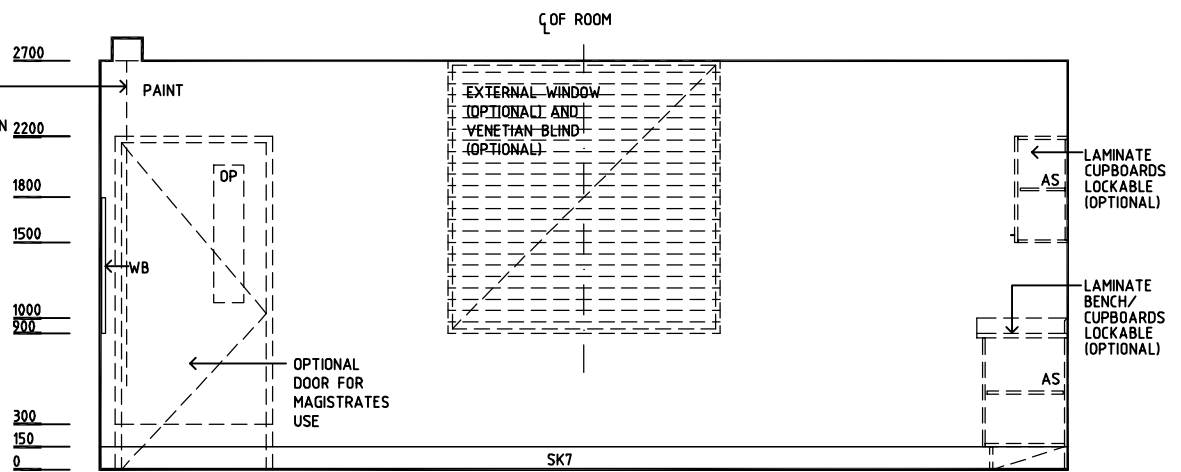 ℄ OF ROOM
2700
PAINT
N
2200
1800
1500
1000
900
300
150
0
EXTERNAL WINDOW
(OPTIONAL) AND
VENETIAN BLIND
(OPTIONAL)
OP
WB
OPTIONAL
DOOR FOR
MAGISTRATES
USE
SK7
AS
LAMINATE
CUPBOARDS
LOCKABLE
(OPTIONAL)
LAMINATE
BENCH/
CUPBOARDS
LOCKABLE
(OPTIONAL)
AS